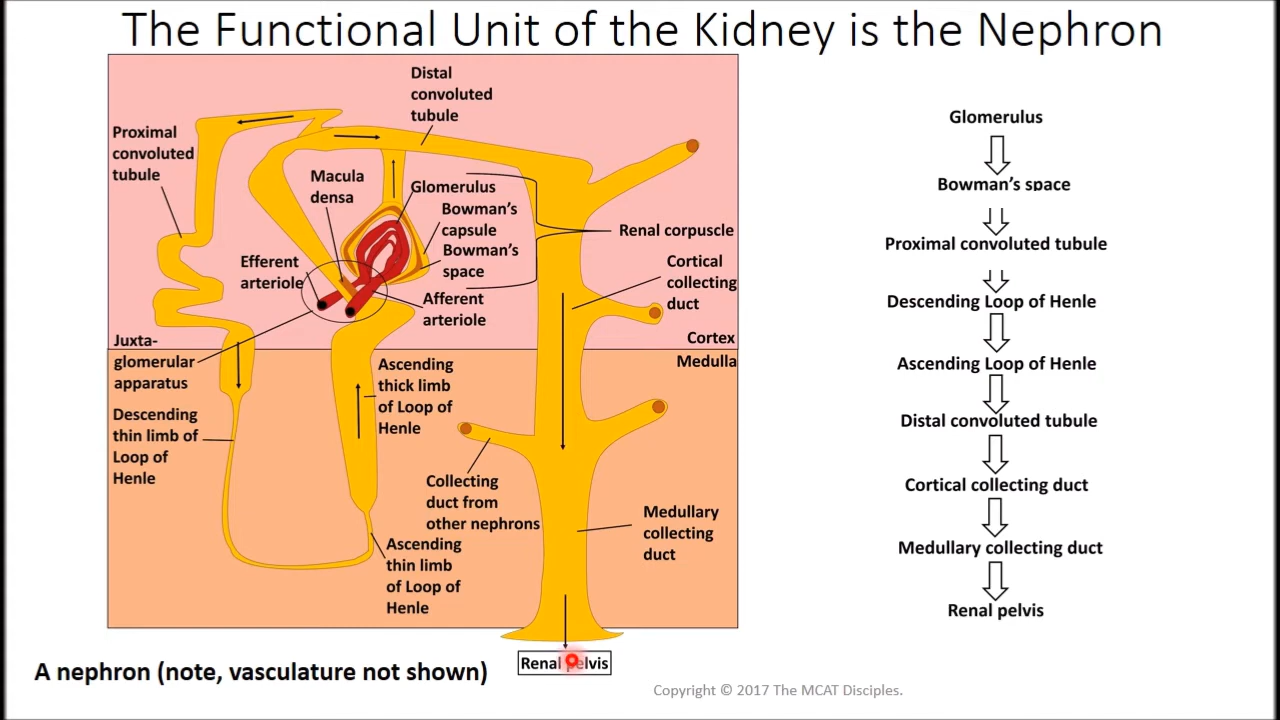 The Functional Unit of the Kidney is the Nephron
Distal
convoluted
tubule
Proximal
convoluted
tubule
Macula
densa
Glomerulus
Bowman's
capsule
Bowman's
space
Renal corpuscle
Efferent
arteriole
Afferent
arteriole
Cortical
collecting
duct
Cortex
Medulla
Juxta-
glomerular
apparatus
Ascending
thick limb
of Loop of
Henle
Descending
thin limb of
Loop of
Henle
Collecting
duct from
other nephrons
Medullary
collecting
duct
Ascending
thin limb
of Loop of
Henle
Renal pelvis
A nephron (note, vasculature not shown)
Glomerulus
Bowman's space
Proximal convoluted tubule
Descending Loop of Henle
Ascending Loop of Henle
Distal convoluted tubule
Cortical collecting duct
Medullary collecting duct
Renal pelvis
Copyright © 2017 The MCAT Disciples.